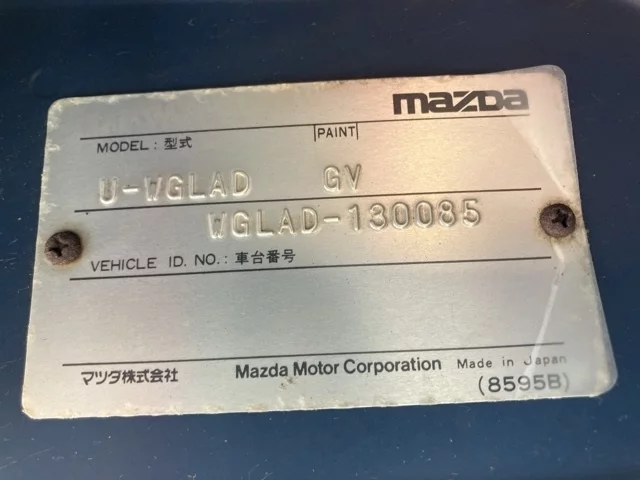 mazda
MODEL: 型式 PAINT
U-WGLAD GV
WGLAD-130085
VEHICLE ID. NO.: 車台番号
マツダ株式会社 Mazda Motor Corporation Made in Japan
(8595B)